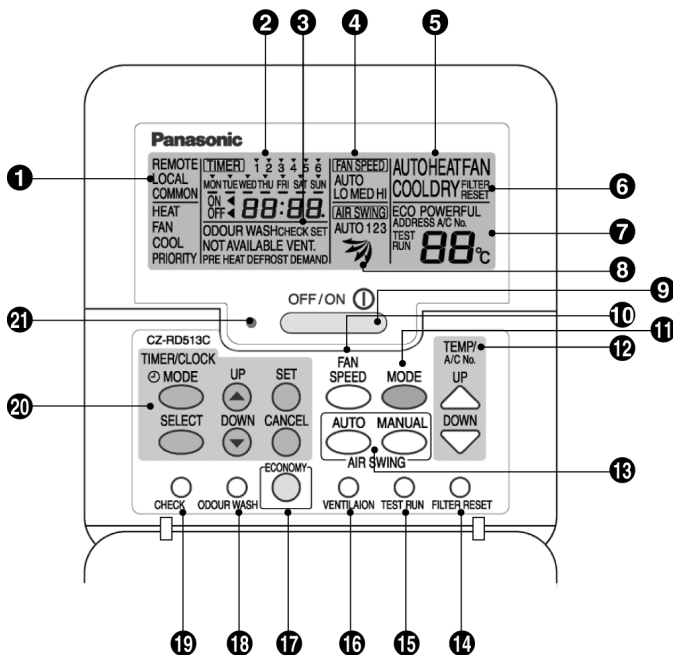 2 3 4 5
Panasonic
REMOTE LOCAL COMMON
HEAT FAN COOL PRIORITY
TIMER 1 2 3 4 5 6
MON TUE WED THU FRI SAT SUN
ON 88:88.
OFF
ODOUR WASH CHECK SET
NOT AVAILABLE VENT.
PRE HEAT DEFROST DEMAND
FAN SPEED
AUTO
LO MED HI
AIR SWING
AUTO 1 2 3
AUTO HEAT FAN
COOL DRY FILTER RESET
ECO POWERFUL
ADDRESS A/C No.
TEST RUN 88 °C
1
6
7
8
OFF/ON
9
21
10
11
12
CZ-RD513C
TIMER/CLOCK
MODE UP SET
SELECT DOWN CANCEL
FAN SPEED
MODE
TEMP/ A/C No.
UP
DOWN
20
AUTO MANUAL
AIR SWING
13
ECONOMY
CHECK ODOUR WASH VENTILAION TEST RUN FILTER RESET
19 18 17 16 15 14